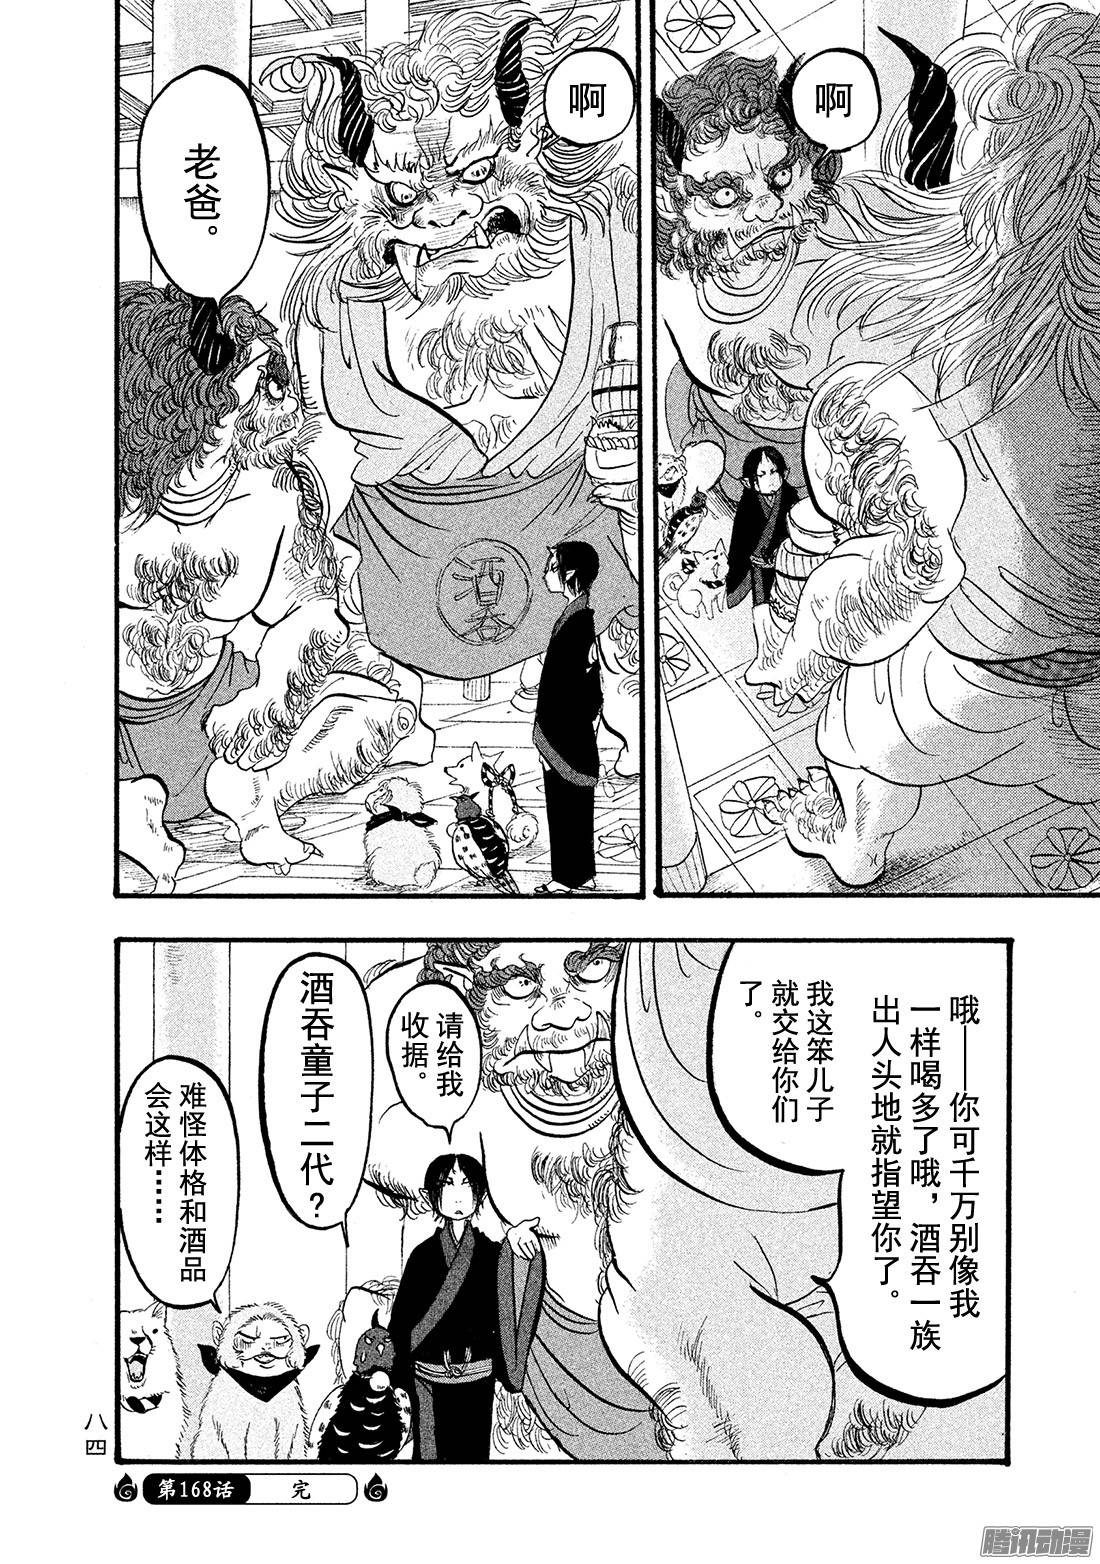 啊
啊
老爸。
酒吞
哦——你可千万别像我
一样喝多了哦，酒吞一族
出人头地就指望你了。
我这笨儿子
就交给你们
了。
请给我
收据。
酒吞童子二代？
难怪体格和酒品
会这样……
八四
第168话 完
腾讯动漫